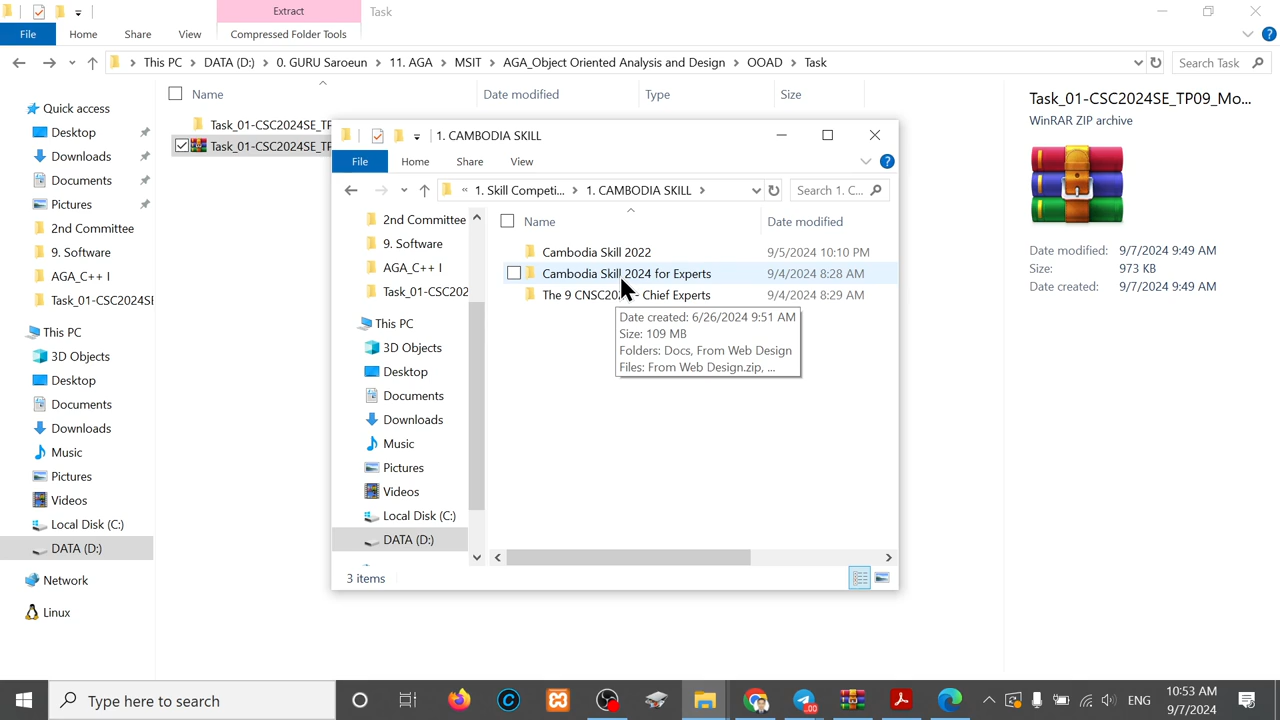 Extract
Task
File
Home
Share
View
Compressed Folder Tools
This PC
DATA (D:)
0. GURU Saroeun
11. AGA
MSIT
AGA_Object Oriented Analysis and Design
OOAD
Task
Search Task
Quick access
Desktop
Downloads
Documents
Pictures
2nd Committee
9. Software
AGA_C++ I
Task_01-CSC2024SE
This PC
3D Objects
Desktop
Documents
Downloads
Music
Pictures
Videos
Local Disk (C:)
DATA (D:)
Network
Linux
Name
Date modified
Type
Size
Task_01-CSC2024SE_TP
Task_01-CSC2024SE_TP
1. CAMBODIA SKILL
File
Home
Share
View
« 1. Skill Competi...
1. CAMBODIA SKILL
Search 1. C...
2nd Committee
9. Software
AGA_C++ I
Task_01-CSC202
This PC
3D Objects
Desktop
Documents
Downloads
Music
Pictures
Videos
Local Disk (C:)
DATA (D:)
Name
Date modified
Cambodia Skill 2022
9/5/2024 10:10 PM
Cambodia Skill 2024 for Experts
9/4/2024 8:28 AM
The 9 CNSC20 - Chief Experts
9/4/2024 8:29 AM
Date created: 6/26/2024 9:51 AM
Size: 109 MB
Folders: Docs, From Web Design
Files: From Web Design.zip, ...
3 items
Task_01-CSC2024SE_TP09_Mo...
WinRAR ZIP archive
Date modified: 9/7/2024 9:49 AM
Size: 973 KB
Date created: 9/7/2024 9:49 AM
Type here to search
ENG
10:53 AM
9/7/2024